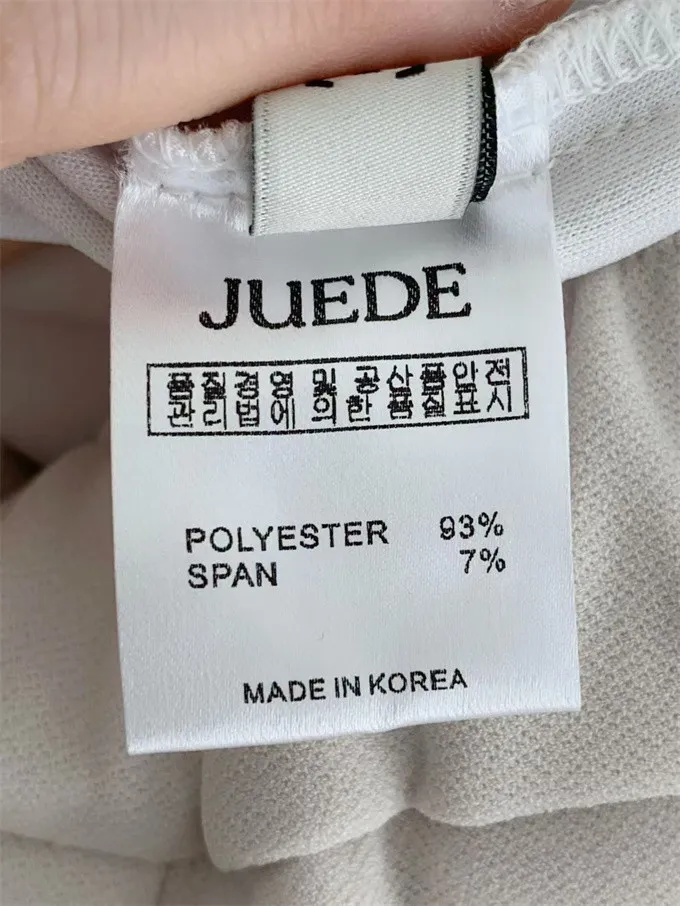 JUEDE
품질경영 및 공산품안전
관리법에 의한 품질표시
POLYESTER 93%
SPAN 7%
MADE IN KOREA